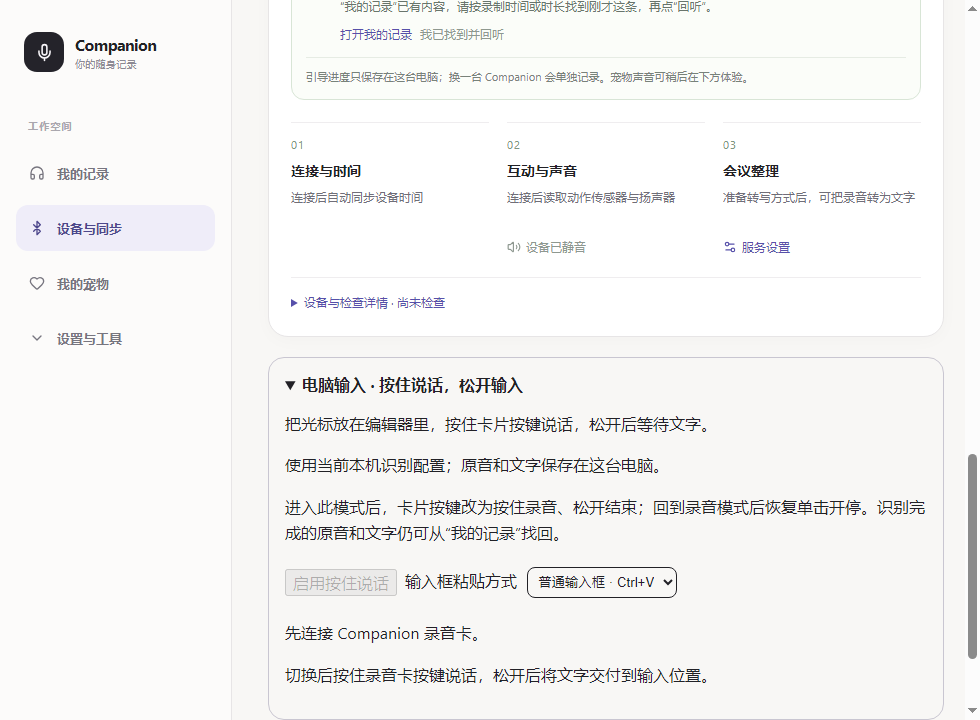 Companion
你的随身记录
工作空间
我的记录
设备与同步
我的宠物
设置与工具
“我的记录”已有内容，请按录制时间或时长找到刚才这条，再点“回听”。
打开我的记录 我已找到并回听
引导进度只保存在这台电脑；换一台 Companion 会单独记录。宠物声音可稍后在下方体验。
01
连接与时间
连接后自动同步设备时间
02
互动与声音
连接后读取动作传感器与扬声器
设备已静音
03
会议整理
准备转写方式后，可把录音转为文字
服务设置
设备与检查详情 · 尚未检查
电脑输入 · 按住说话，松开输入
把光标放在编辑器里，按住卡片按键说话，松开后等待文字。
使用当前本机识别配置；原音和文字保存在这台电脑。
进入此模式后，卡片按键改为按住录音、松开结束；回到录音模式后恢复单击开停。识别完
成的原音和文字仍可从“我的记录”找回。
启用按住说话 输入框粘贴方式 普通输入框 · Ctrl+V
先连接 Companion 录音卡。
切换后按住录音卡按键说话，松开后将文字交付到输入位置。